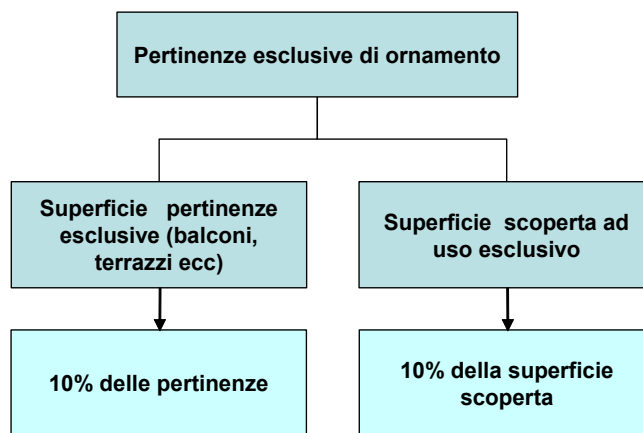 Pertinenze esclusive di ornamento
Superficie pertinenze
esclusive (balconi,
terrazzi ecc)
Superficie scoperta ad
uso esclusivo
10% delle pertinenze
10% della superficie
scoperta